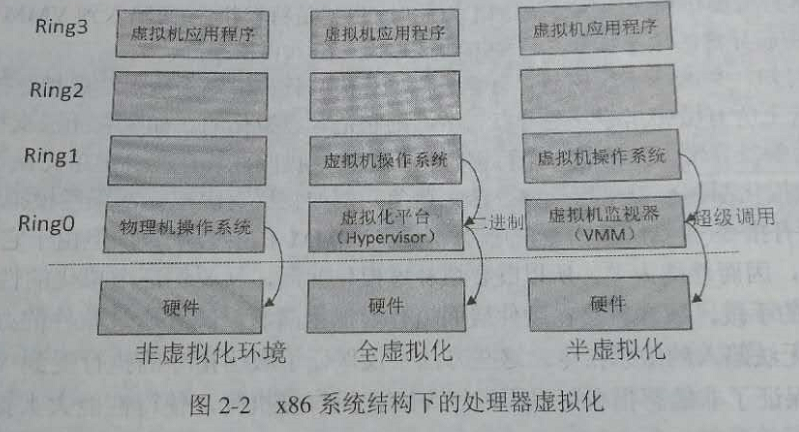 Ring3
虚拟机应用程序
虚拟机应用程序
虚拟机应用程序
Ring2
Ring1
虚拟机操作系统
虚拟机操作系统
Ring0
物理机操作系统
虚拟化平台
（Hypervisor）
二进制
虚拟机监视器
（VMM）
超级调用
硬件
硬件
硬件
非虚拟化环境
全虚拟化
半虚拟化
图 2-2 x86 系统结构下的处理器虚拟化